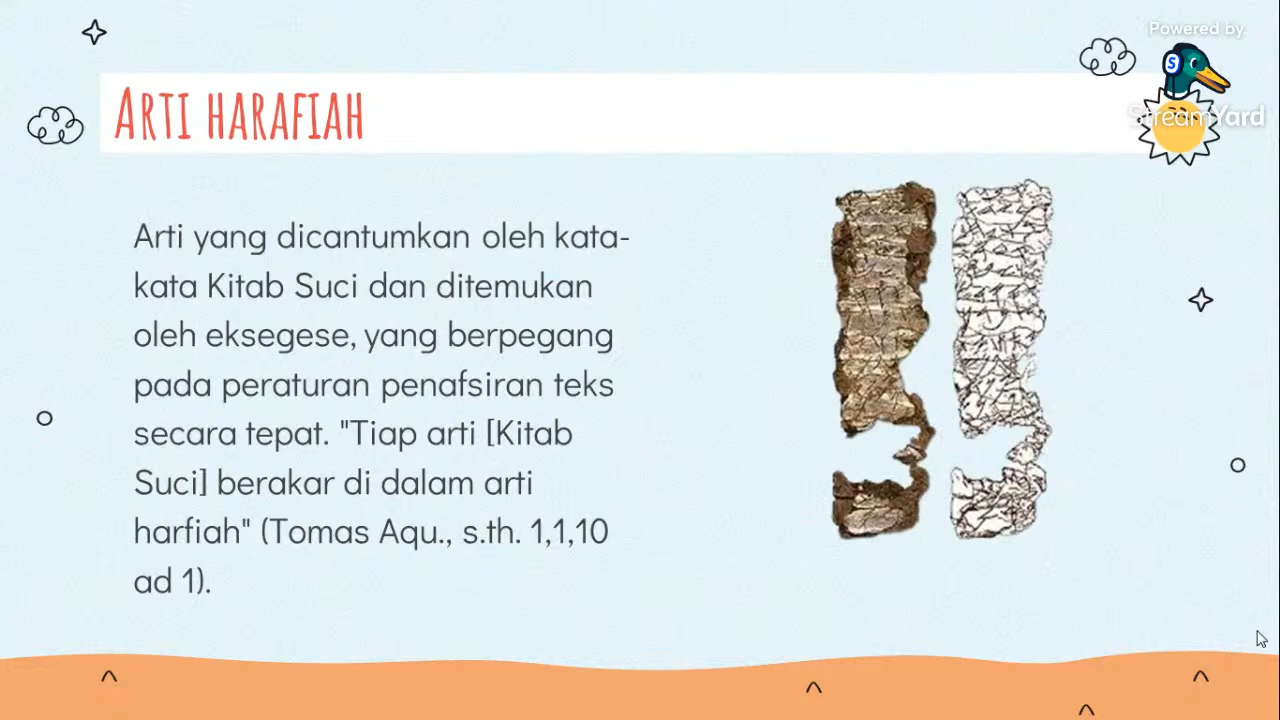 Powered by
StreamYard
ARTI HARAFIAH
Arti yang dicantumkan oleh kata-
kata Kitab Suci dan ditemukan
oleh eksegese, yang berpegang
pada peraturan penafsiran teks
secara tepat. "Tiap arti [Kitab
Suci] berakar di dalam arti
harfiah" (Tomas Aqu., s.th. 1,1,10
ad 1).